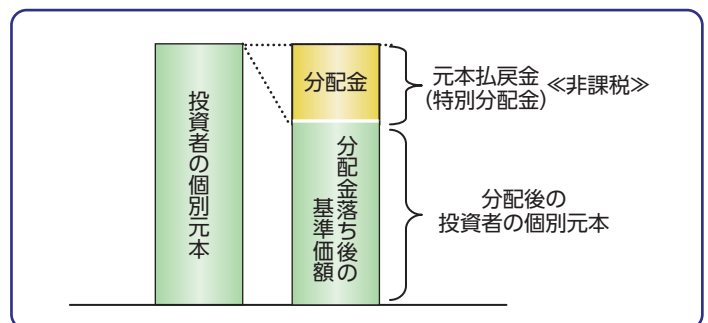 投資者の個別元本
分配金
分配金落ち後の
基準価額
元本払戻金
(特別分配金)
≪非課税≫
分配後の
投資者の個別元本